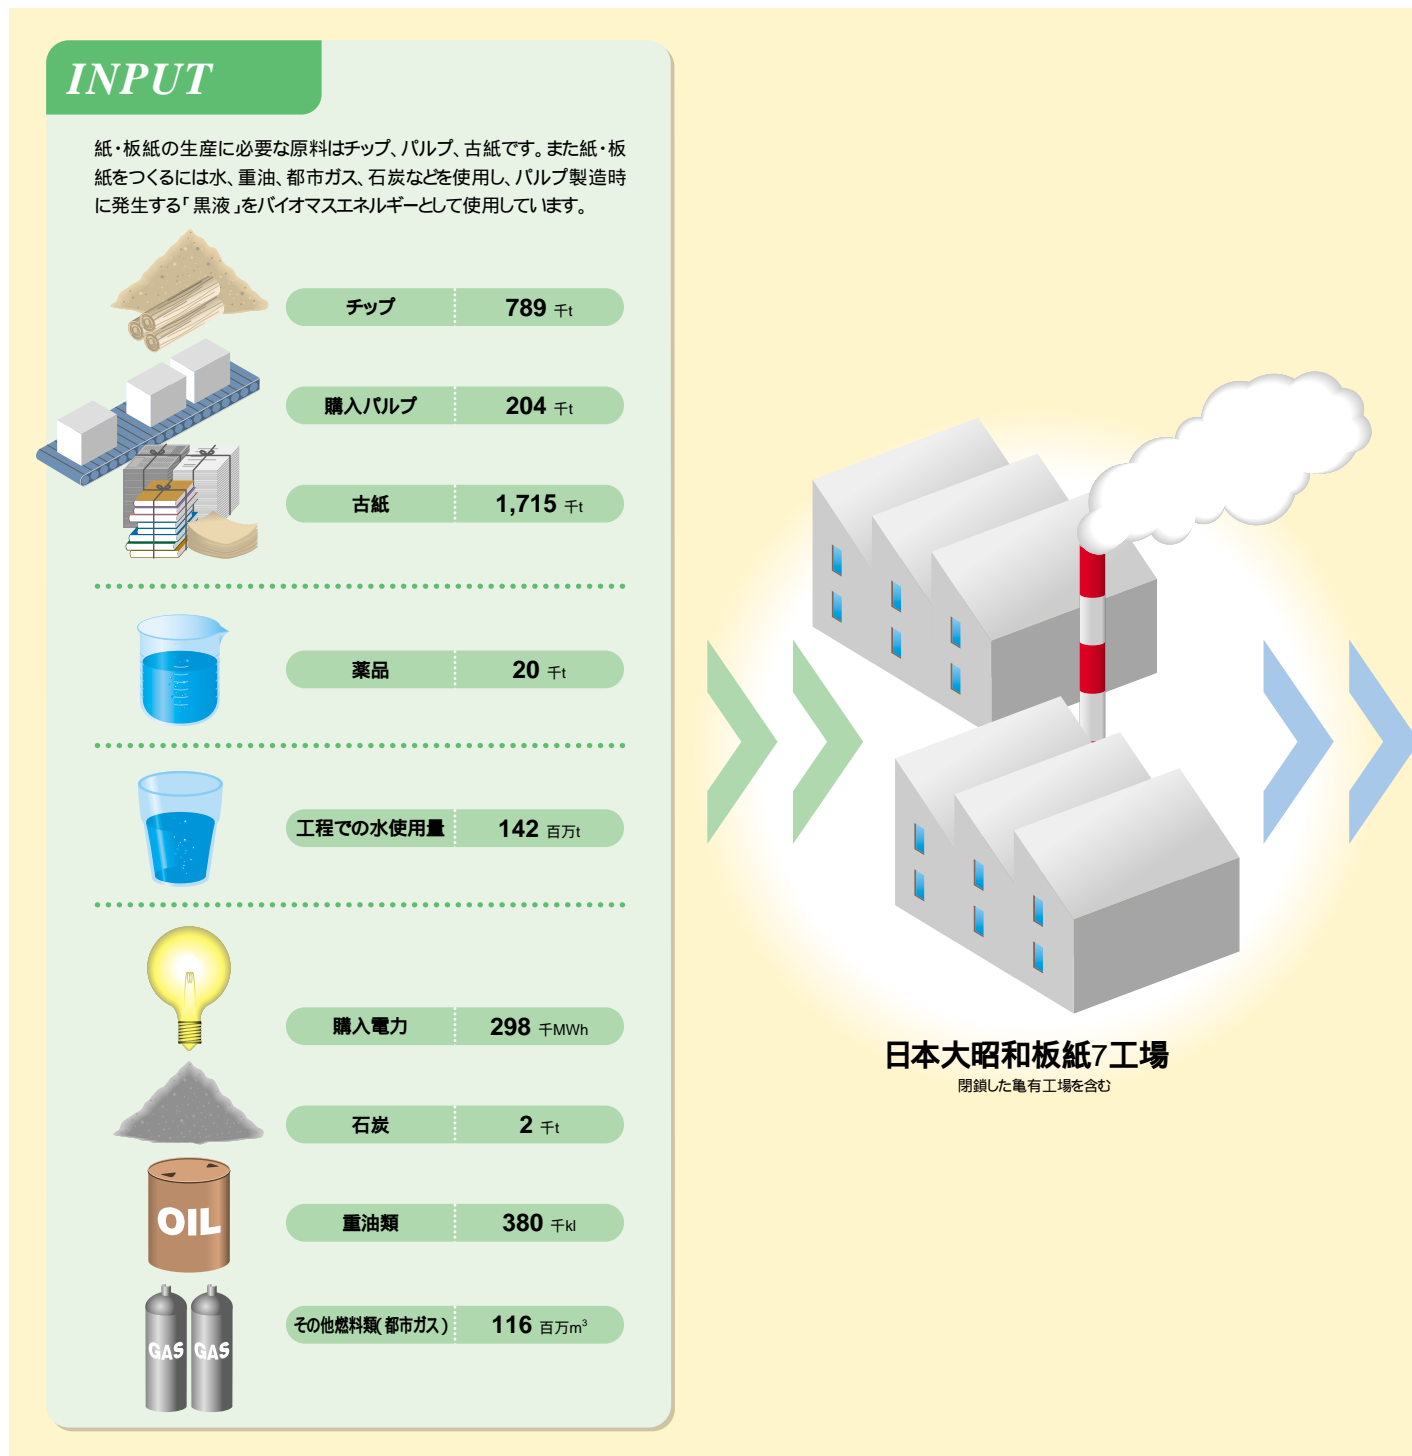 INPUT
紙・板紙の生産に必要な原料はチップ、パルプ、古紙です。また紙・板
紙をつくるには水、重油、都市ガス、石炭などを使用し、パルプ製造時
に発生する「黒液」をバイオマスエネルギーとして使用しています。
チップ 789 千t
購入パルプ 204 千t
古紙 1,715 千t
薬品 20 千t
工程での水使用量 142 百万t
購入電力 298 千MWh
石炭 2 千t
OIL
重油類 380 千kl
GAS GAS
その他燃料類(都市ガス) 116 百万m³
日本大昭和板紙7工場
閉鎖した亀有工場を含む